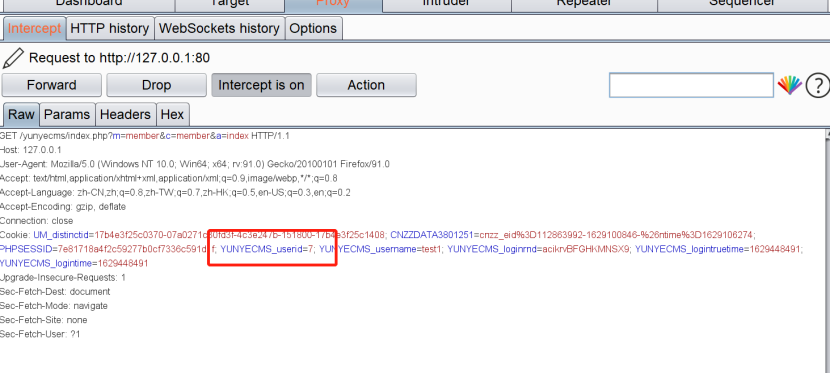 Dashboard Target Proxy Intruder Repeater Sequencer
Intercept HTTP history WebSockets history Options
Request to http://127.0.0.1:80
Forward Drop Intercept is on Action ?
Raw Params Headers Hex
GET /yunyecms/index.php?m=member&c=member&a=index HTTP/1.1
Host: 127.0.0.1
User-Agent: Mozilla/5.0 (Windows NT 10.0; Win64; x64; rv:91.0) Gecko/20100101 Firefox/91.0
Accept: text/html,application/xhtml+xml,application/xml;q=0.9,image/webp,*/*;q=0.8
Accept-Language: zh-CN,zh;q=0.8,zh-TW;q=0.7,zh-HK;q=0.5,en-US;q=0.3,en;q=0.2
Accept-Encoding: gzip, deflate
Connection: close
Cookie: UM_distinctid=17b4e3f25c0370-07a0271c30fd3f-4c3e247b-151800-17b4e3f25c1408; CNZZDATA3801251=cnzz_eid%3D112863992-1629100846-%26ntime%3D1629106274;
f; YUNYECMS_userid=7; YUNYECMS_username=test1; YUNYECMS_loginrnd=acikrvBFGHKMNSX9; YUNYECMS_logintruetime=1629448491;
YUNYECMS_logintime=1629448491
Upgrade-Insecure-Requests: 1
Sec-Fetch-Dest: document
Sec-Fetch-Mode: navigate
Sec-Fetch-Site: none
Sec-Fetch-User: ?1